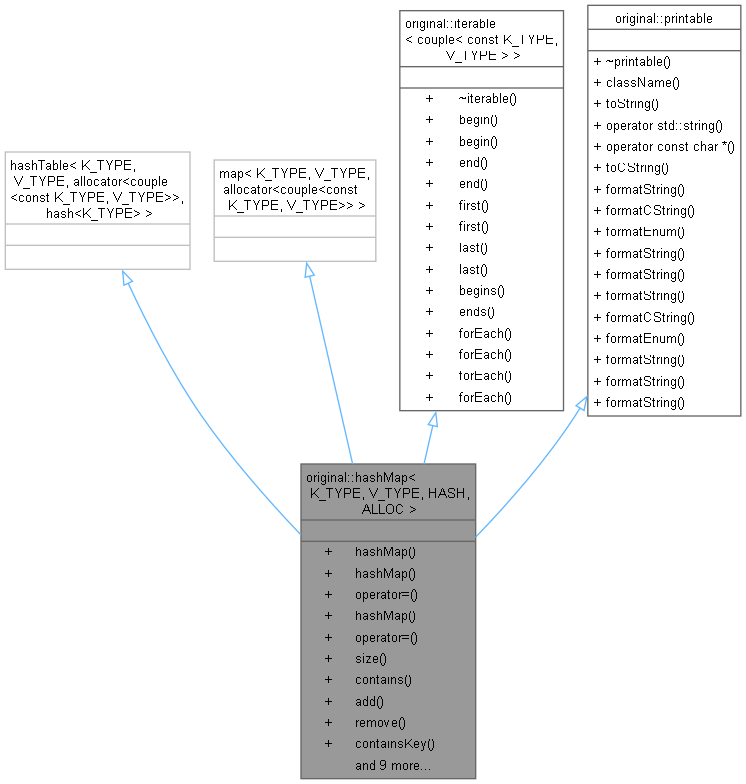 original::iterable
< couple< const K_TYPE,
V_TYPE > >
+ ~iterable()
+ begin()
+ begin()
+ end()
+ end()
+ first()
+ first()
+ last()
+ last()
+ begins()
+ ends()
+ forEach()
+ forEach()
+ forEach()
+ forEach()
original::printable
+ ~printable()
+ className()
+ toString()
+ operator std::string()
+ operator const char *()
+ toCString()
+ formatString()
+ formatCString()
+ formatEnum()
+ formatString()
+ formatString()
+ formatString()
+ formatCString()
+ formatEnum()
+ formatString()
+ formatString()
+ formatString()
hashTable< K_TYPE,
V_TYPE, allocator<couple
<const K_TYPE, V_TYPE>>,
hash<K_TYPE> >
map< K_TYPE, V_TYPE,
allocator<couple<const
K_TYPE, V_TYPE>> >
original::hashMap<
K_TYPE, V_TYPE, HASH,
ALLOC >
+ hashMap()
+ hashMap()
+ operator=()
+ hashMap()
+ operator=()
+ size()
+ contains()
+ add()
+ remove()
+ containsKey()
and 9 more...